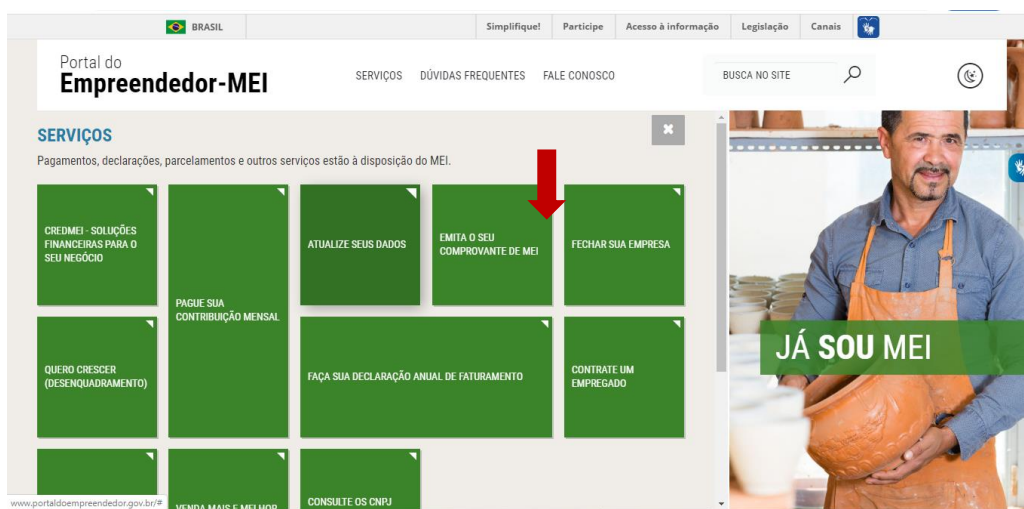 BRASIL
Simplifique!
Participe
Acesso à informação
Legislação
Canais
Portal do
Empreendedor-MEI
SERVIÇOS
DÚVIDAS FREQUENTES
FALE CONOSCO
BUSCA NO SITE
SERVIÇOS
Pagamentos, declarações, parcelamentos e outros serviços estão à disposição do MEI.
CREDMEI - SOLUÇÕES
FINANCEIRAS PARA O
SEU NEGÓCIO
PAGUE SUA
CONTRIBUIÇÃO MENSAL
ATUALIZE SEUS DADOS
EMITA O SEU
COMPROVANTE DE MEI
FECHAR SUA EMPRESA
QUERO CRESCER
(DESENQUADRAMENTO)
FAÇA SUA DECLARAÇÃO ANUAL DE FATURAMENTO
CONTRATE UM
EMPREGADO
JÁ SOU MEI
VENDA MAIS E MELHOR
CONSULTE OS CNPJ
www.portaldoempreendedor.gov.br/#